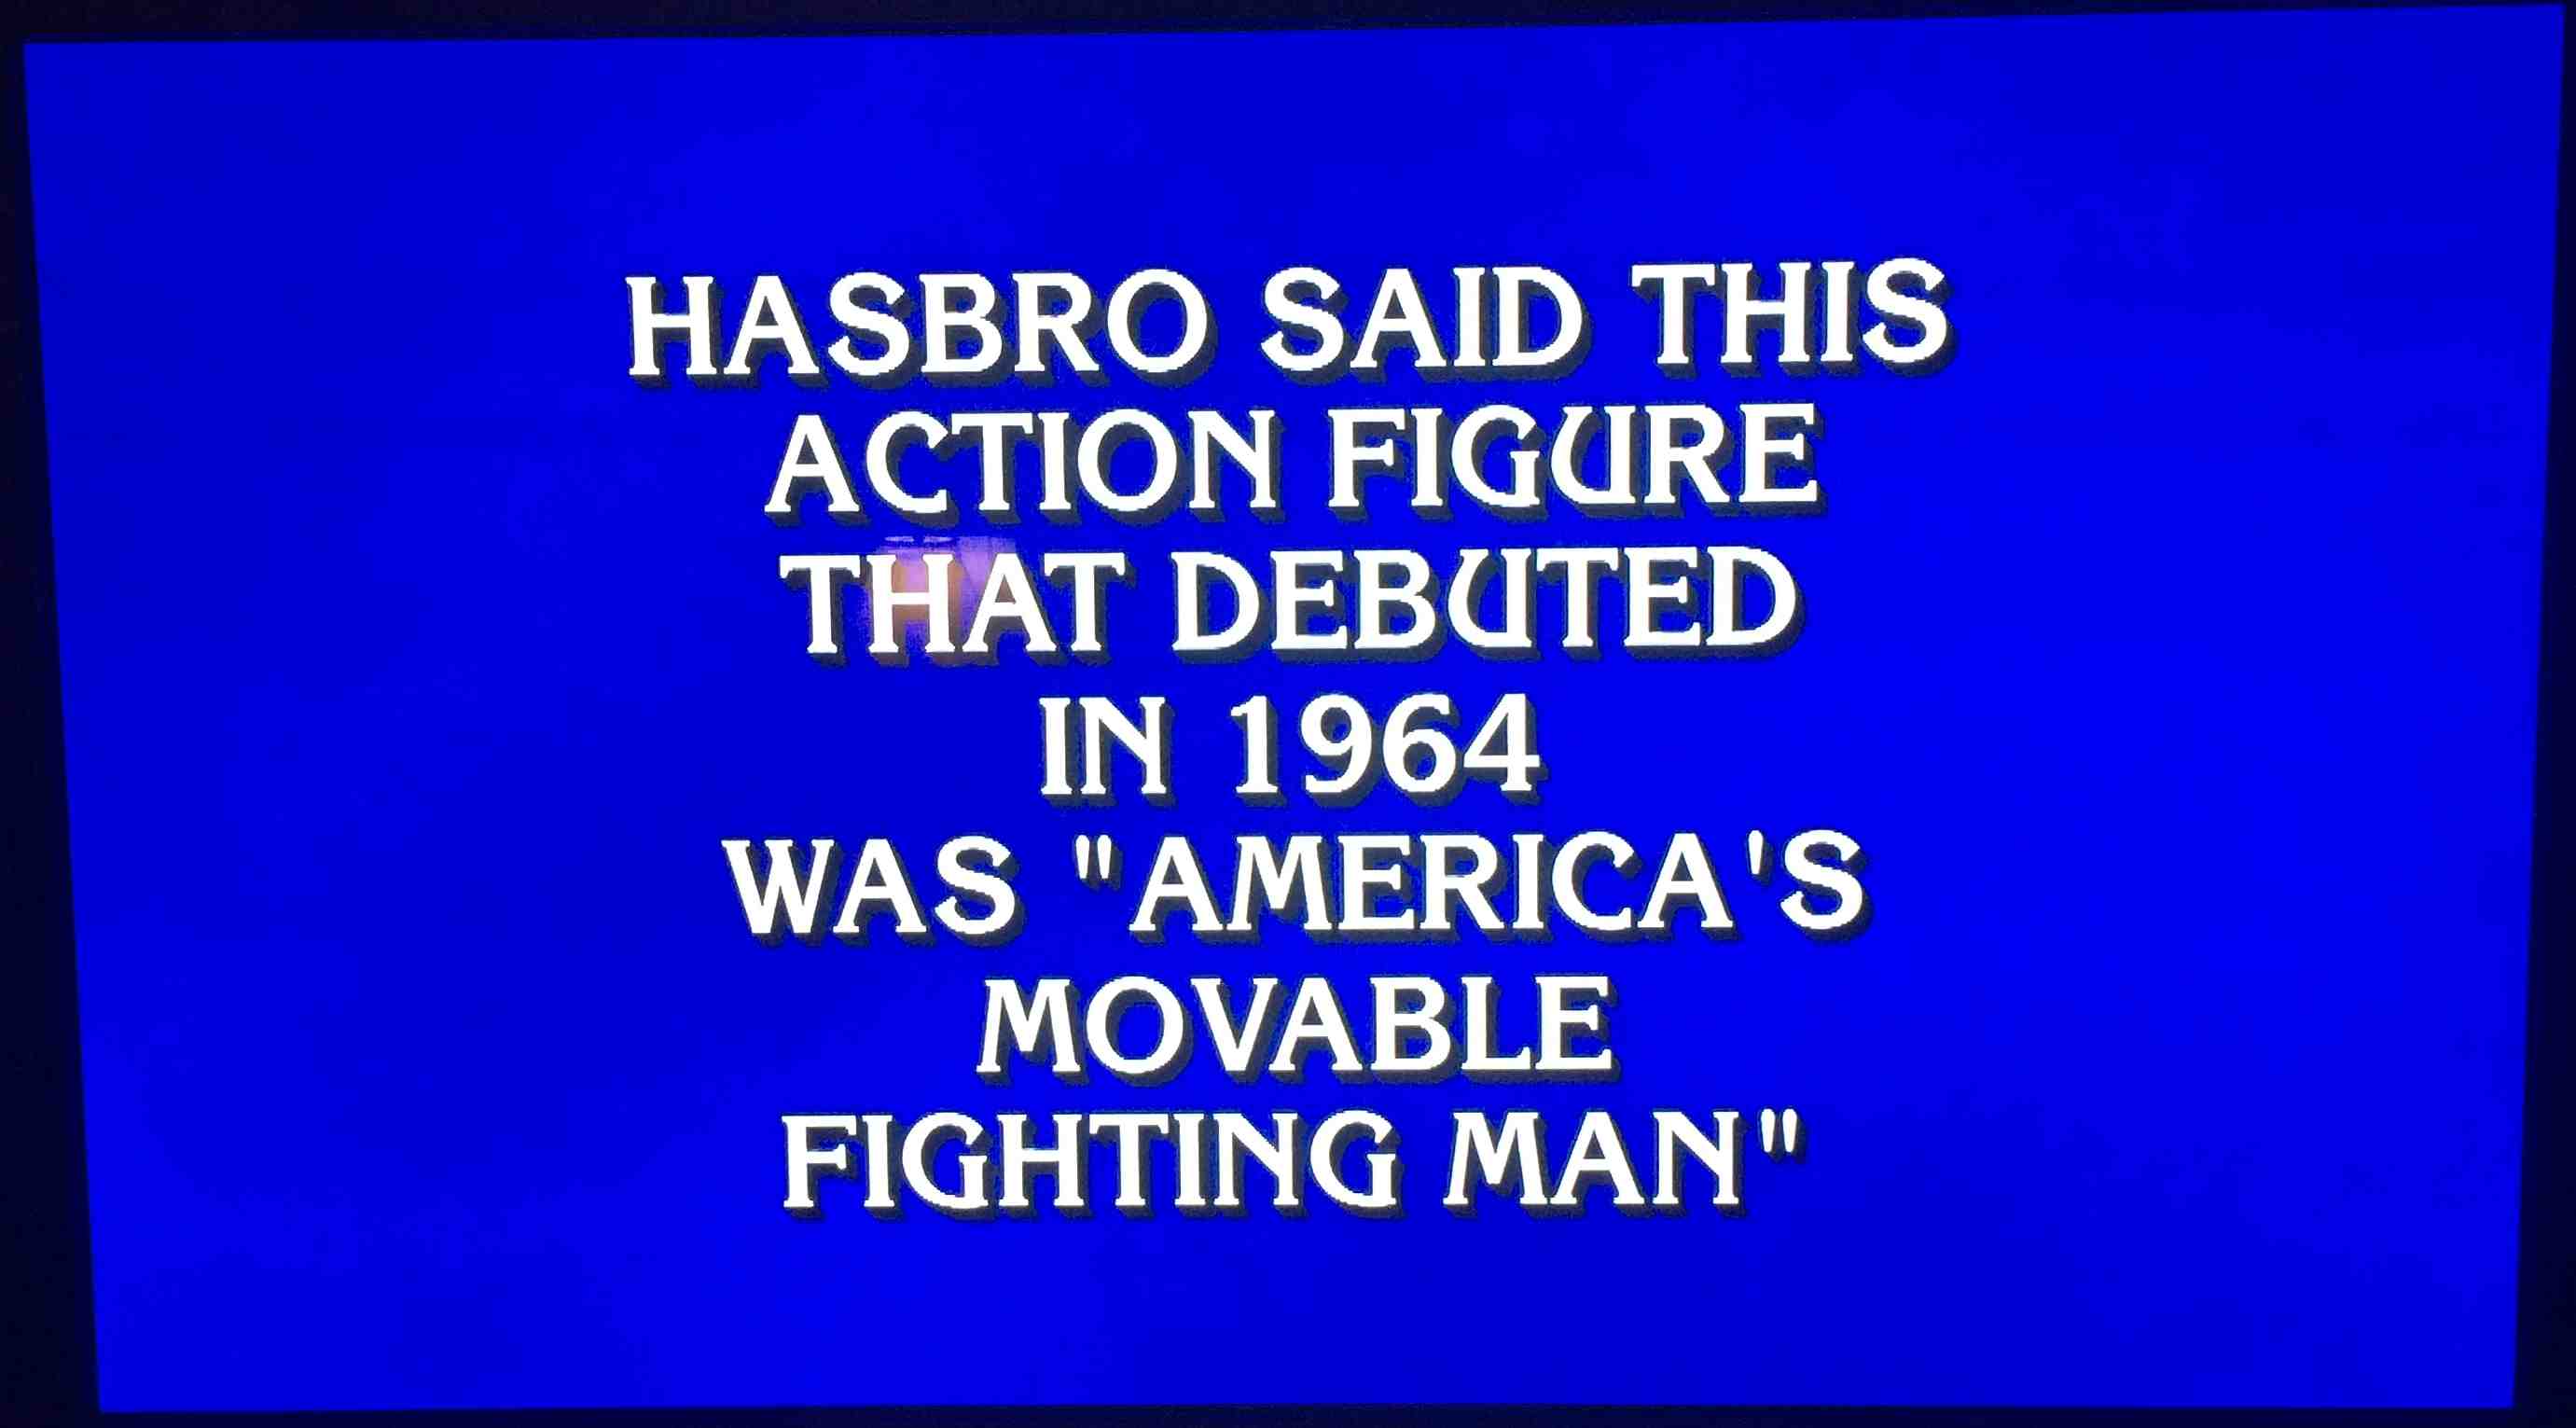 HASBRO SAID THIS
ACTION FIGURE
THAT DEBUTED
IN 1964
WAS "AMERICA'S
MOVABLE
FIGHTING MAN"